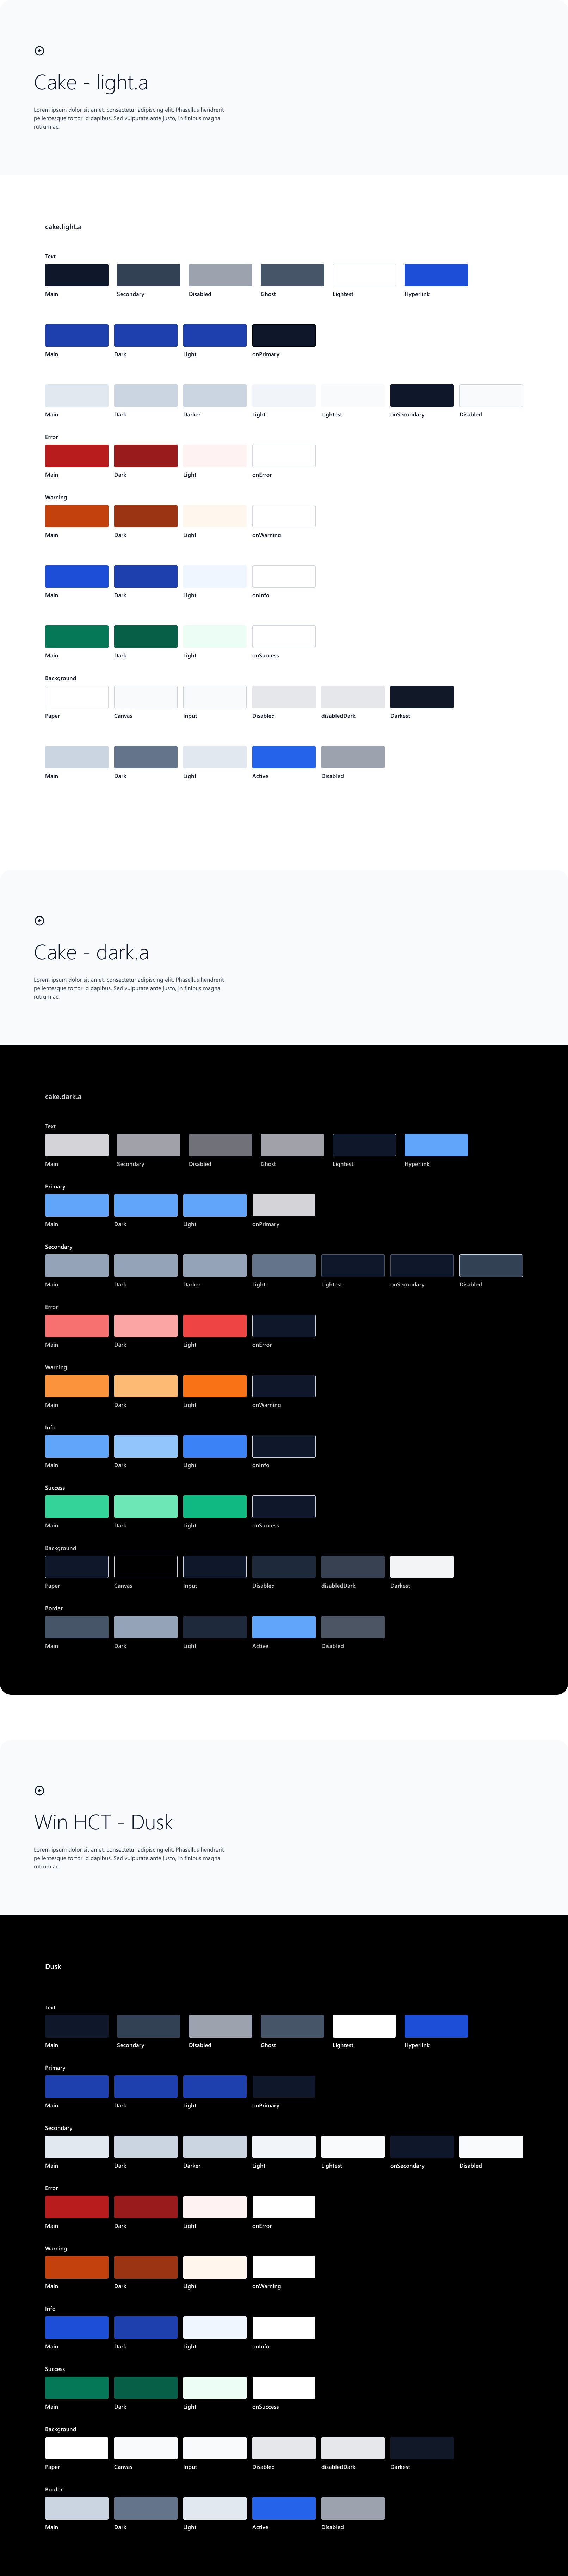 Cake - light.a
Lorem ipsum dolor sit amet, consectetur adipiscing elit. Phasellus hendrerit
pellentesque tortor id dapibus. Sed vulputate ante justo, in finibus magna
rutrum ac.
cake.light.a
Text
Main Secondary Disabled Ghost Lightest Hyperlink
Main Dark Light onPrimary
Main Dark Darker Light Lightest onSecondary Disabled
Error
Main Dark Light onError
Warning
Main Dark Light onWarning
Main Dark Light onInfo
Main Dark Light onSuccess
Background
Paper Canvas Input Disabled disabledDark Darkest
Main Dark Light Active Disabled
Cake - dark.a
Lorem ipsum dolor sit amet, consectetur adipiscing elit. Phasellus hendrerit
pellentesque tortor id dapibus. Sed vulputate ante justo, in finibus magna
rutrum ac.
cake.dark.a
Text
Main Secondary Disabled Ghost Lightest Hyperlink
Primary
Main Dark Light onPrimary
Secondary
Main Dark Darker Light Lightest onSecondary Disabled
Error
Main Dark Light onError
Warning
Main Dark Light onWarning
Info
Main Dark Light onInfo
Success
Main Dark Light onSuccess
Background
Paper Canvas Input Disabled disabledDark Darkest
Border
Main Dark Light Active Disabled
Win HCT - Dusk
Lorem ipsum dolor sit amet, consectetur adipiscing elit. Phasellus hendrerit
pellentesque tortor id dapibus. Sed vulputate ante justo, in finibus magna
rutrum ac.
Dusk
Text
Main Secondary Disabled Ghost Lightest Hyperlink
Primary
Main Dark Light onPrimary
Secondary
Main Dark Darker Light Lightest onSecondary Disabled
Error
Main Dark Light onError
Warning
Main Dark Light onWarning
Info
Main Dark Light onInfo
Success
Main Dark Light onSuccess
Background
Paper Canvas Input Disabled disabledDark Darkest
Border
Main Dark Light Active Disabled